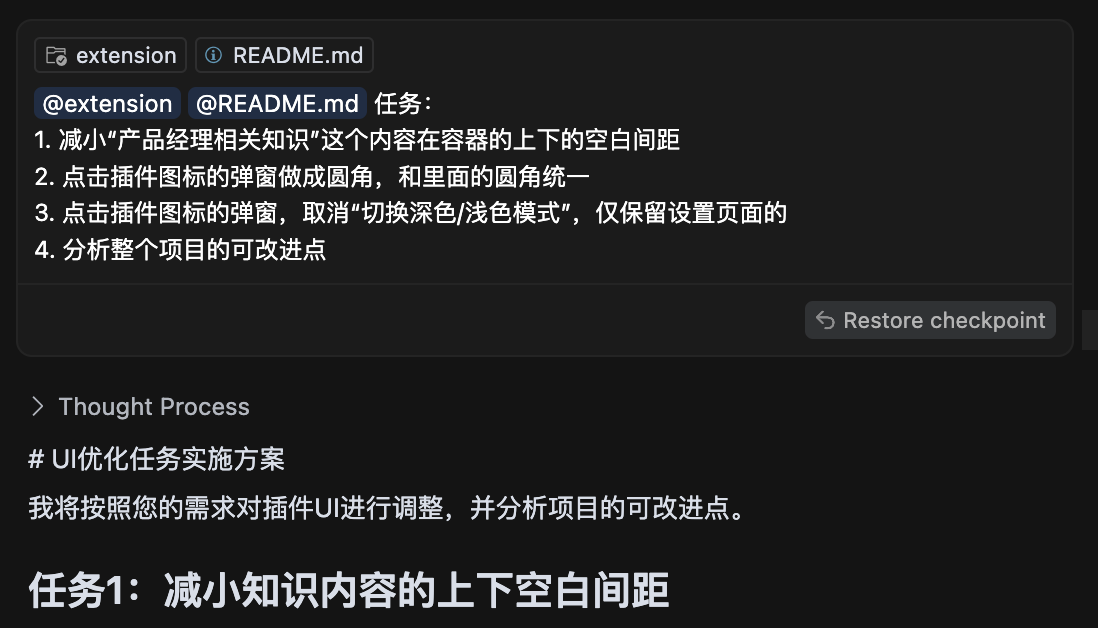 extension README.md
@extension @README.md 任务：
1. 减小“产品经理相关知识”这个内容在容器的上下的空白间距
2. 点击插件图标的弹窗做成圆角，和里面的圆角统一
3. 点击插件图标的弹窗，取消“切换深色/浅色模式”，仅保留设置页面的
4. 分析整个项目的可改进点
Restore checkpoint
Thought Process
# UI优化任务实施方案
我将按照您的需求对插件UI进行调整，并分析项目的可改进点。
任务1：减小知识内容的上下空白间距